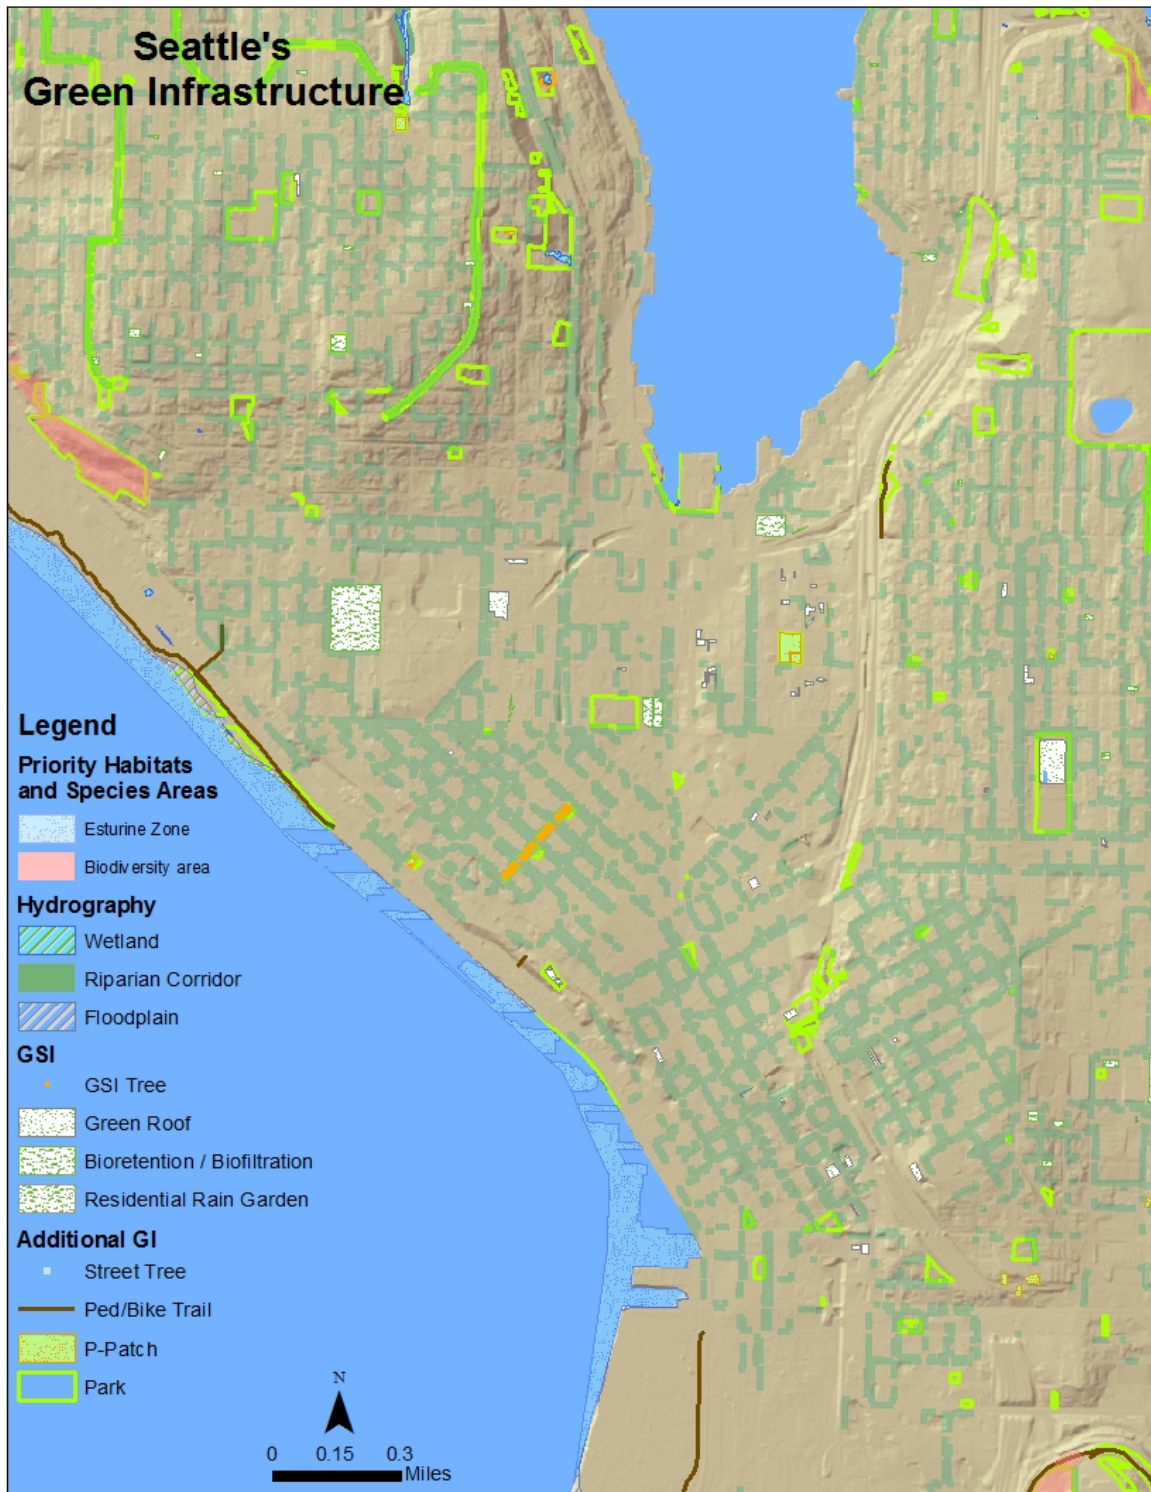 Seattle's
Green Infrastructure
Legend
Priority Habitats
and Species Areas
Esturine Zone
Biodiversity area
Hydrography
Wetland
Riparian Corridor
Floodplain
GSI
GSI Tree
Green Roof
Bioretention / Biofiltration
Residential Rain Garden
Additional GI
Street Tree
Ped/Bike Trail
P-Patch
Park
N
0 0.15 0.3
Miles